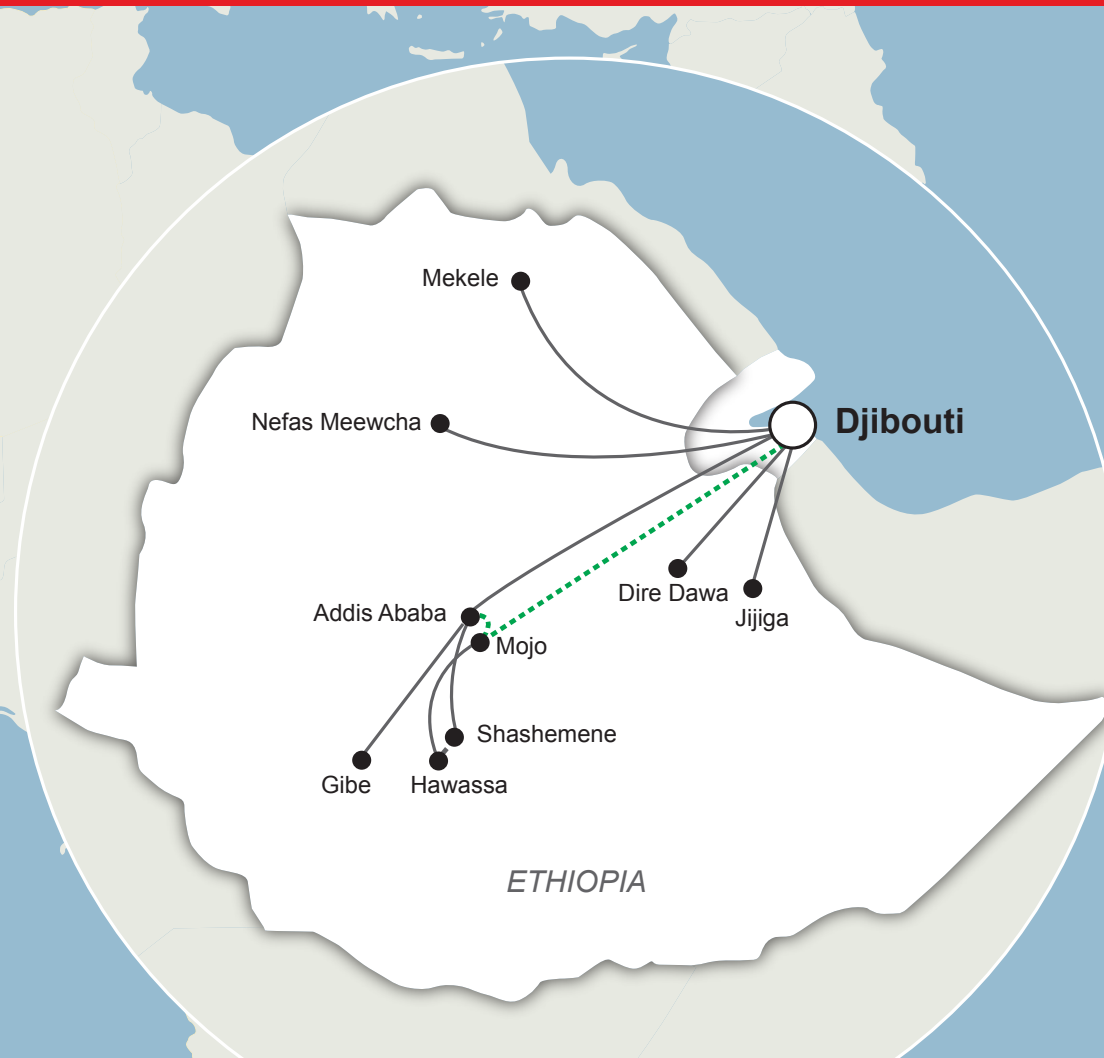 Mekele
Nefas Meewcha
Djibouti
Dire Dawa
Jijiga
Addis Ababa
Mojo
Shashemene
Gibe
Hawassa
ETHIOPIA